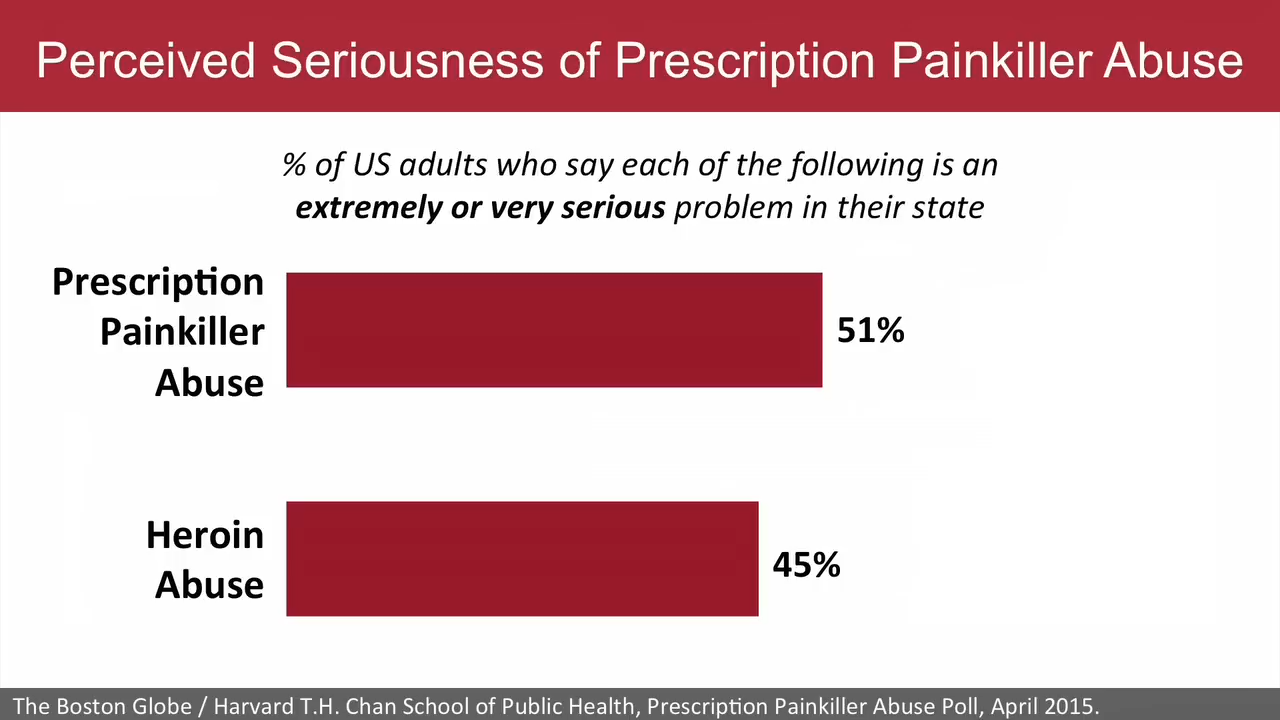 Perceived Seriousness of Prescription Painkiller Abuse
% of US adults who say each of the following is an
extremely or very serious problem in their state
Prescription
Painkiller
Abuse
51%
Heroin
Abuse
45%
The Boston Globe / Harvard T.H. Chan School of Public Health, Prescription Painkiller Abuse Poll, April 2015.